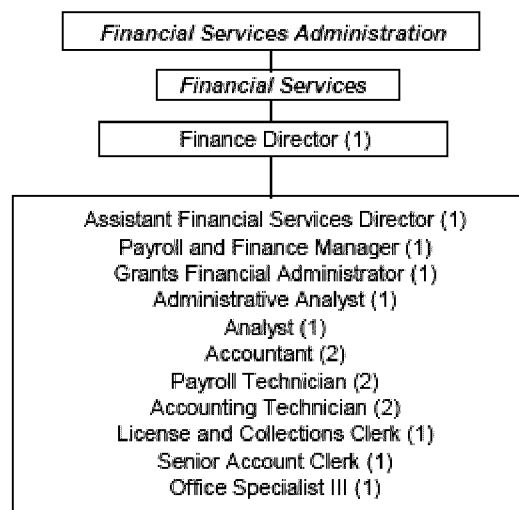 Financial Services Administration
Financial Services
Finance Director (1)
Assistant Financial Services Director (1)
Payroll and Finance Manager (1)
Grants Financial Administrator (1)
Administrative Analyst (1)
Analyst (1)
Accountant (2)
Payroll Technician (2)
Accounting Technician (2)
License and Collections Clerk (1)
Senior Account Clerk (1)
Office Specialist III (1)